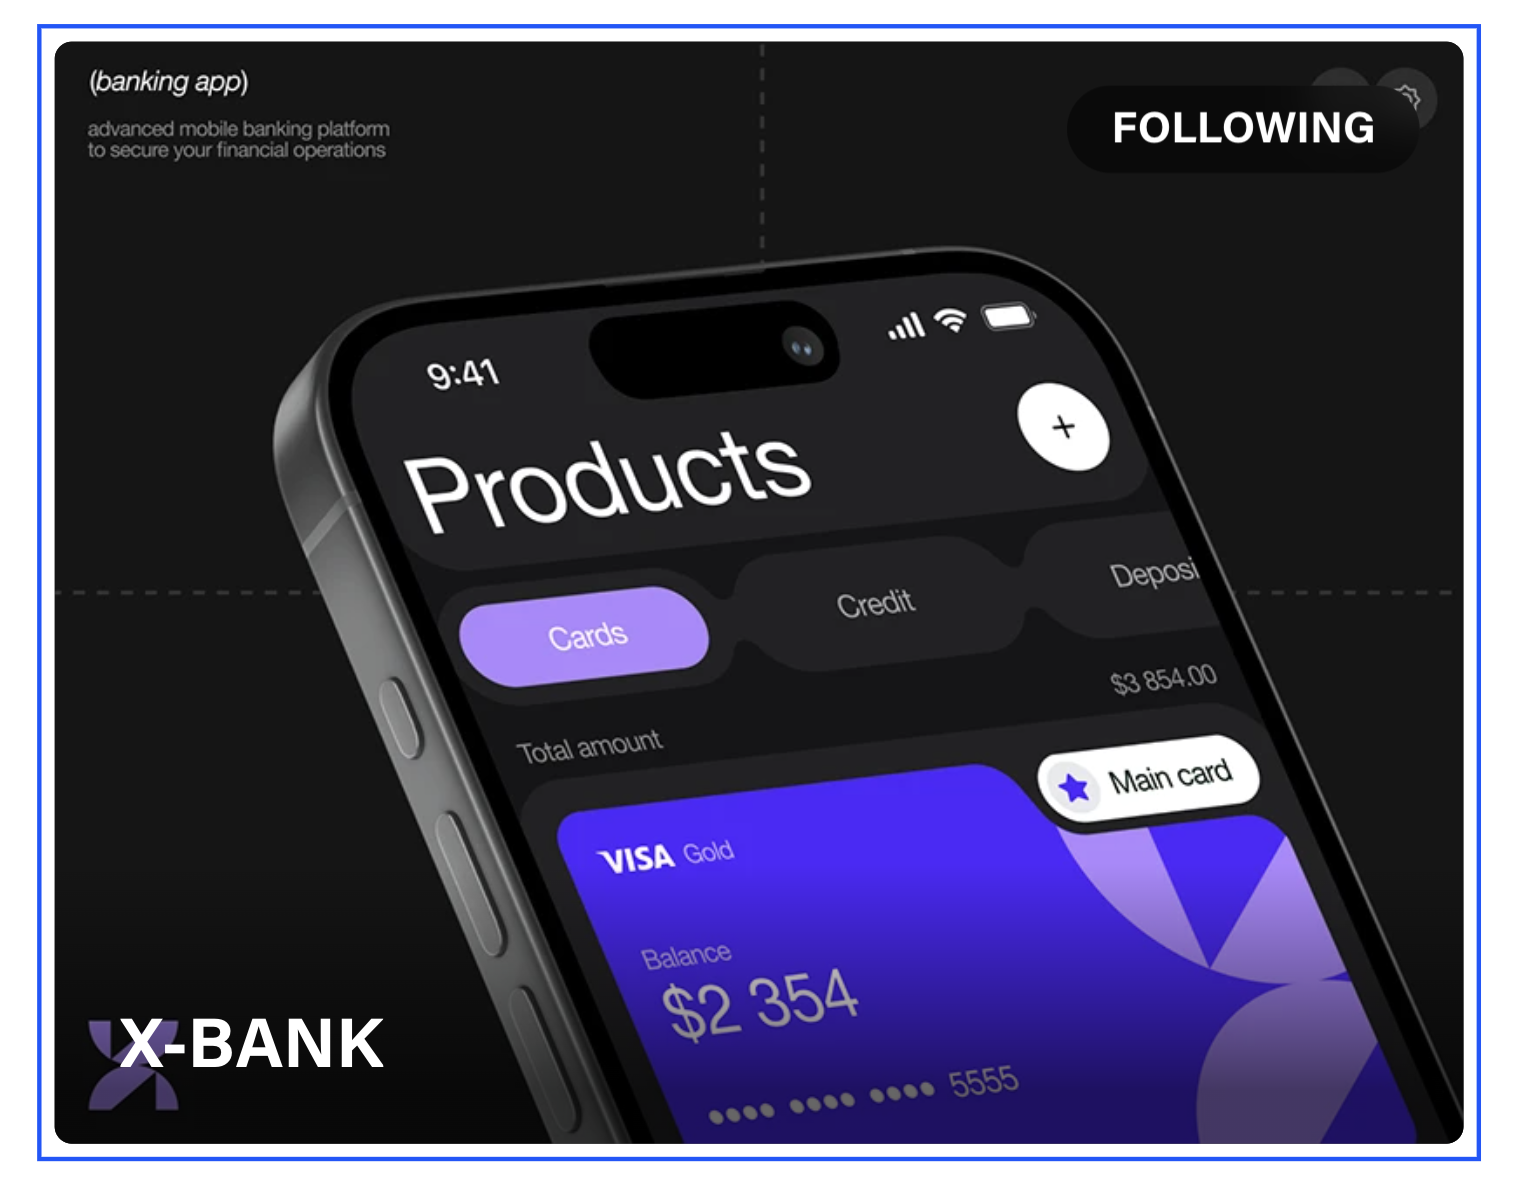 (banking app)
advanced mobile banking platform
to secure your financial operations
FOLLOWING
9:41
Products
+
Cards
Credit
Deposi
Total amount
$3 854.00
Main card
VISA Gold
Balance
$2 354
•••• •••• •••• 5555
X-BANK